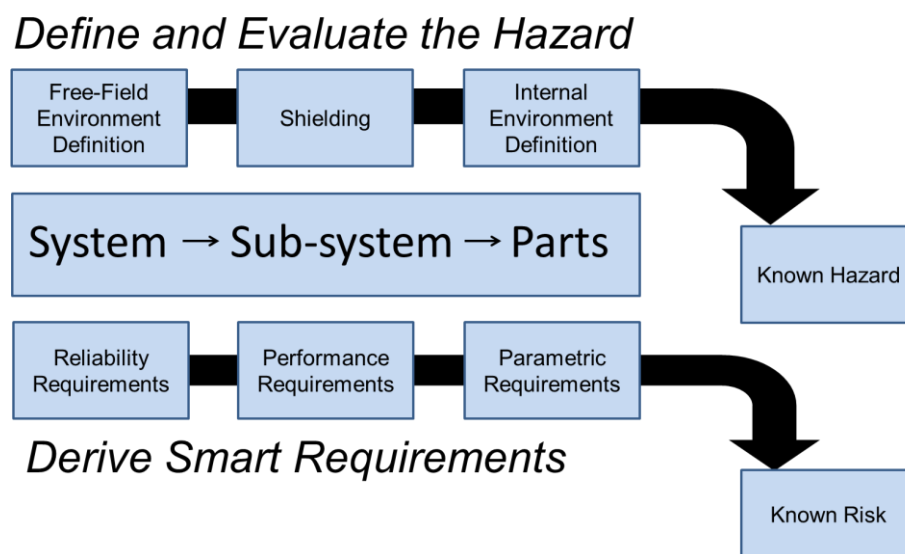 Define and Evaluate the Hazard
Free-Field
Environment
Definition
Shielding
Internal
Environment
Definition
System → Sub-system → Parts
Known Hazard
Reliability
Requirements
Performance
Requirements
Parametric
Requirements
Derive Smart Requirements
Known Risk